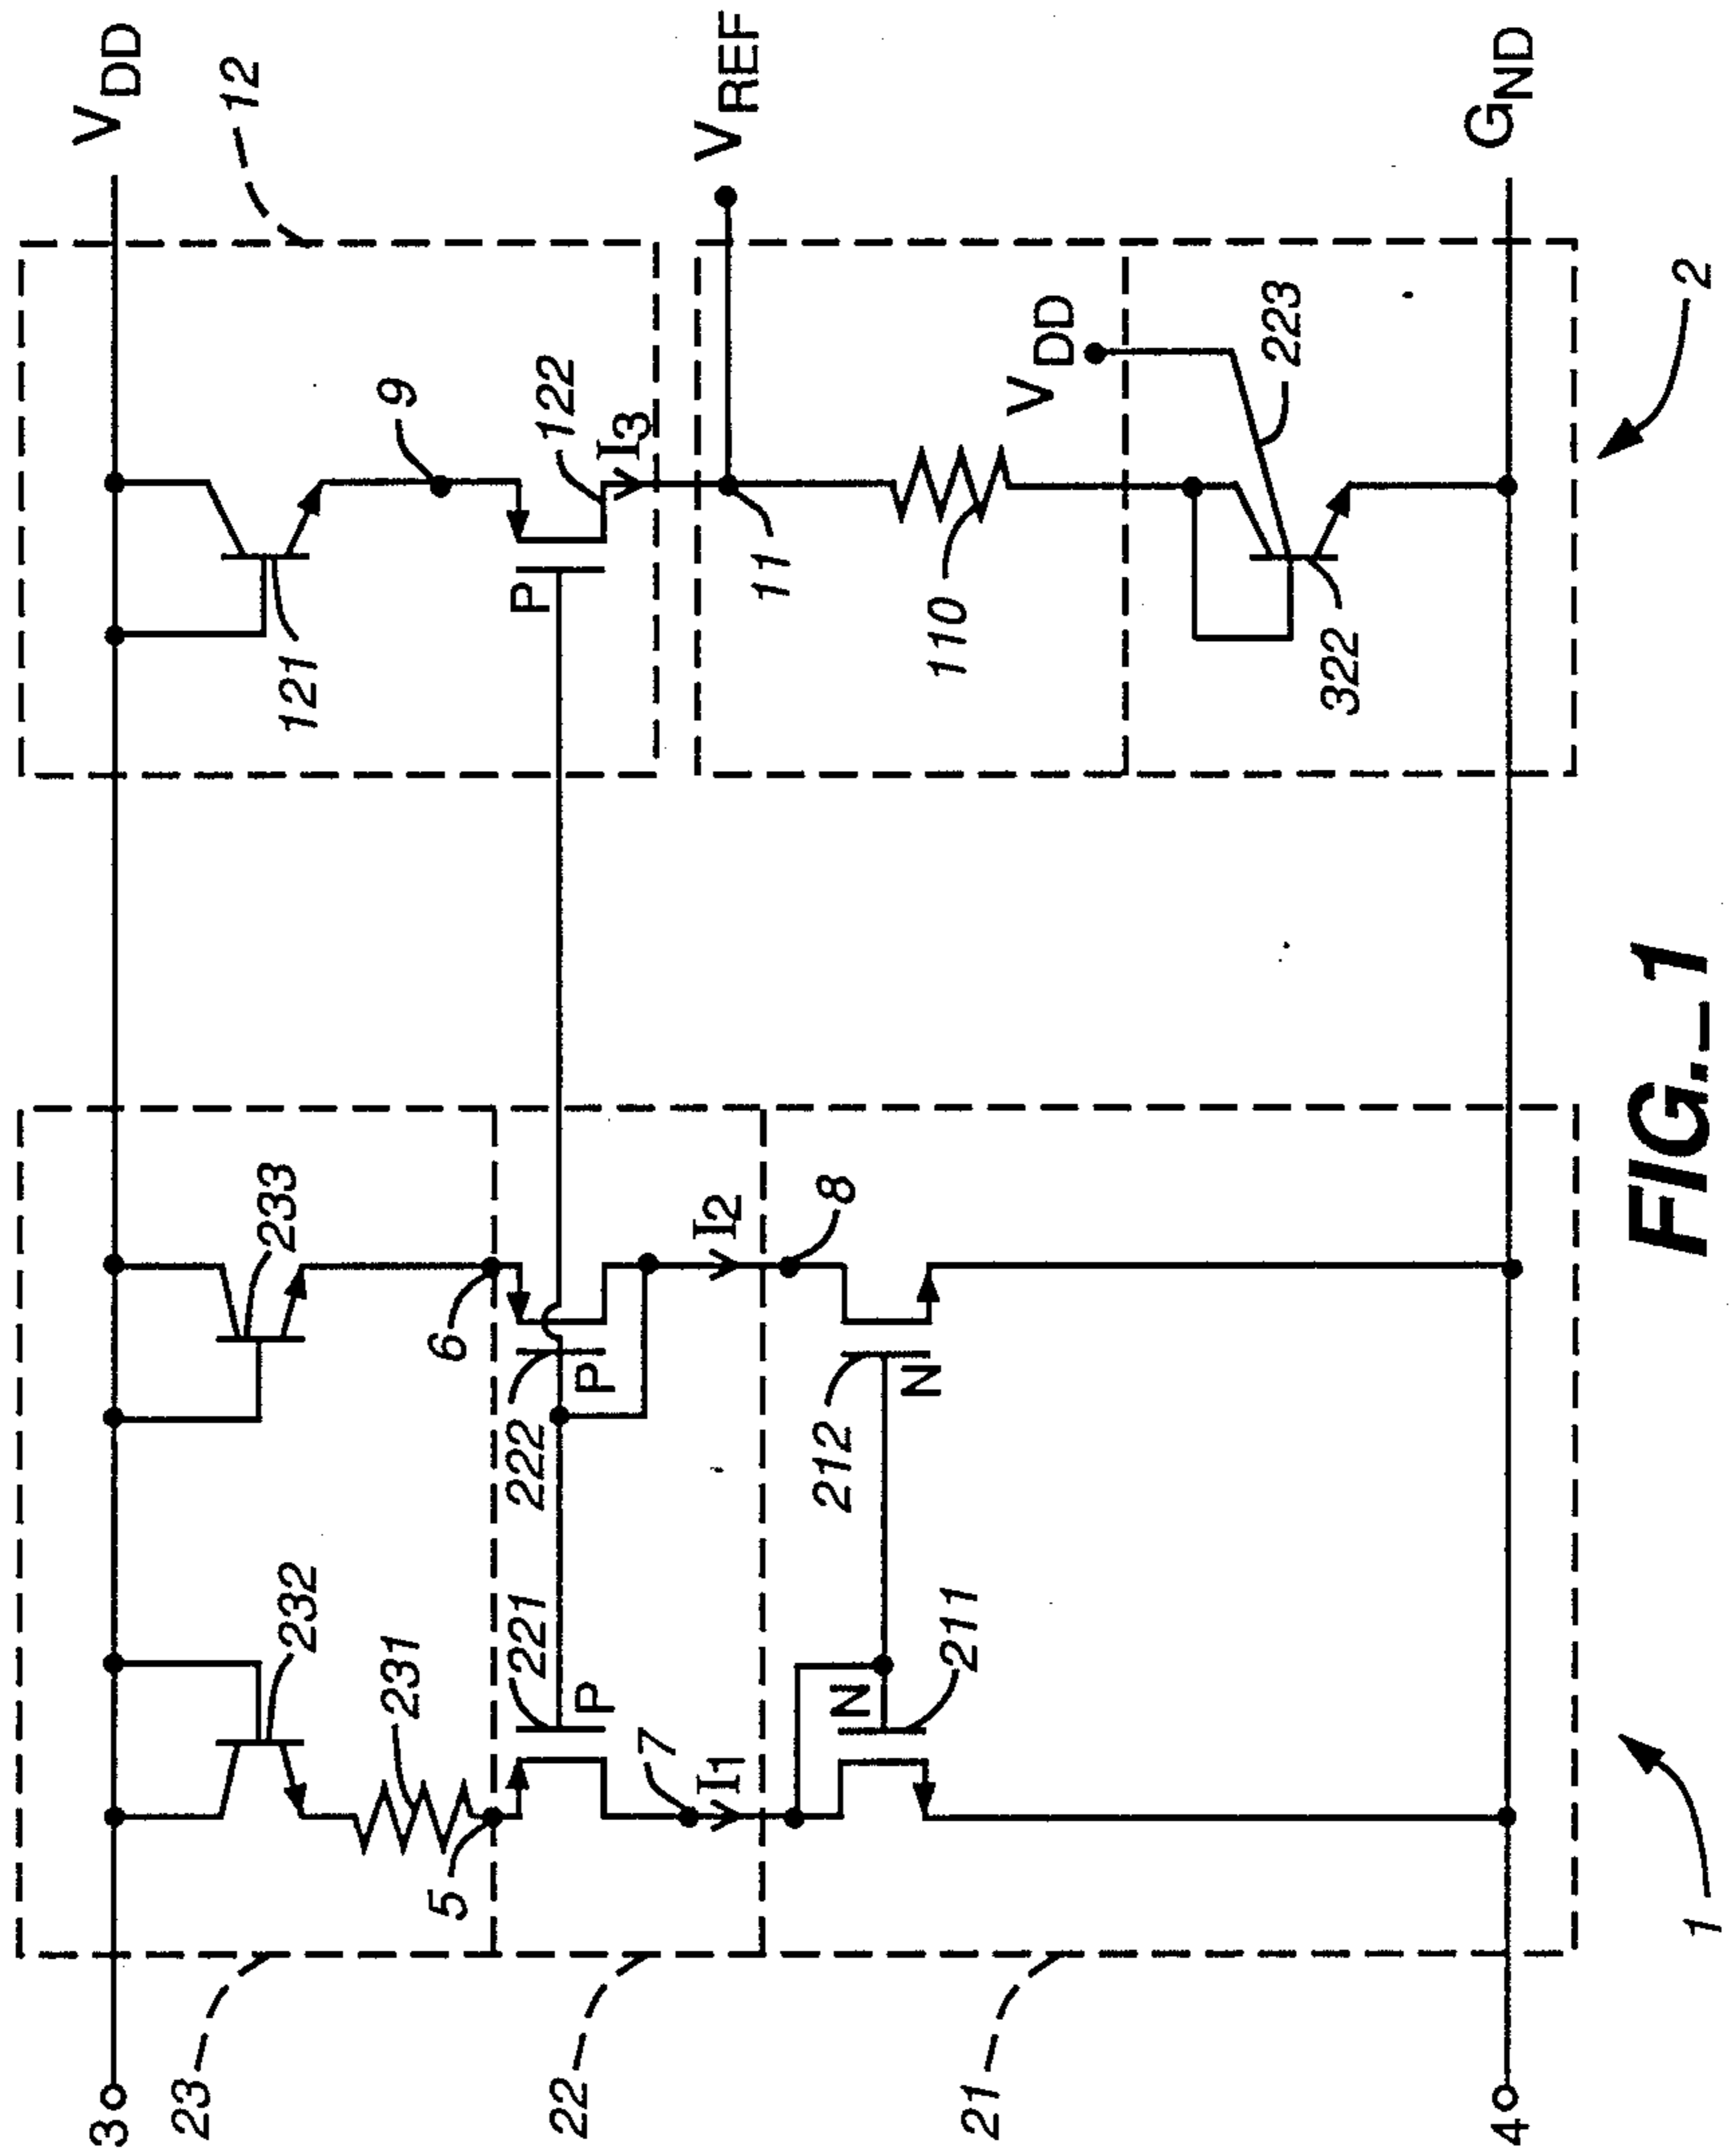 3 VDD
23 12
233
232 121
231 9
5 6
221 222 P 122
22 P P I3
7
I1 I2 VREF
11
N 212 8
N 110
21 211
VDD
223
322
4 GND
1 2
FIG._1